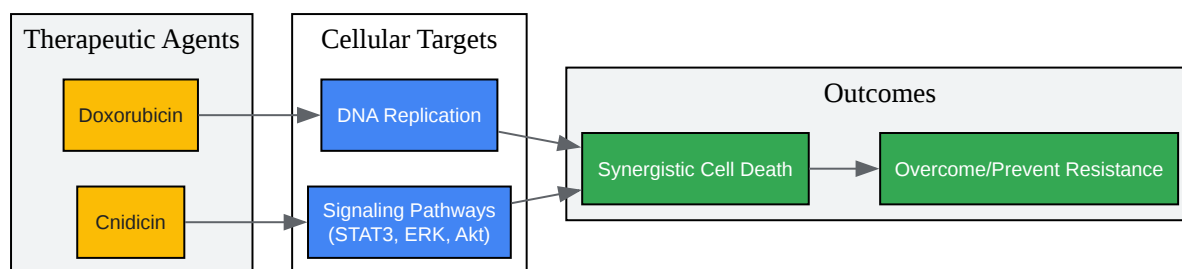 Therapeutic Agents
Doxorubicin
Cnidicin
Cellular Targets
DNA Replication
Signaling Pathways
(STAT3, ERK, Akt)
Outcomes
Synergistic Cell Death
Overcome/Prevent Resistance